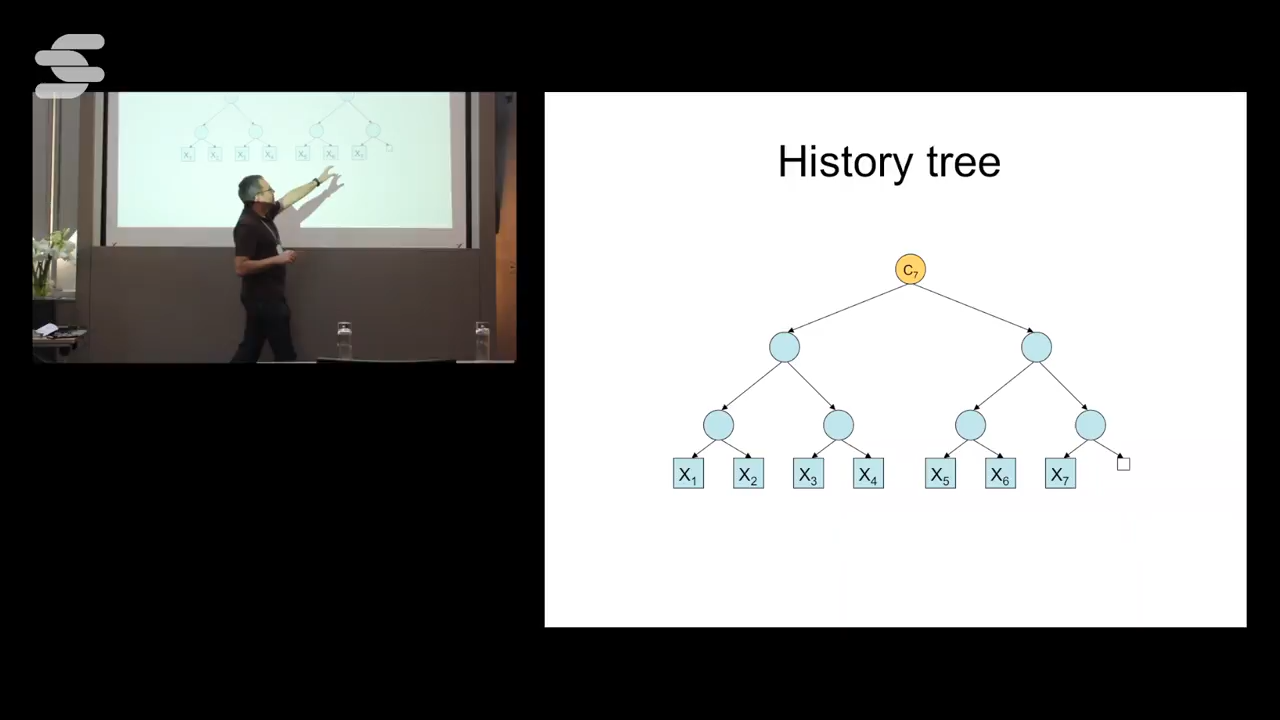 History tree
C₇
X₁ X₂ X₃ X₄ X₅ X₆ X₇